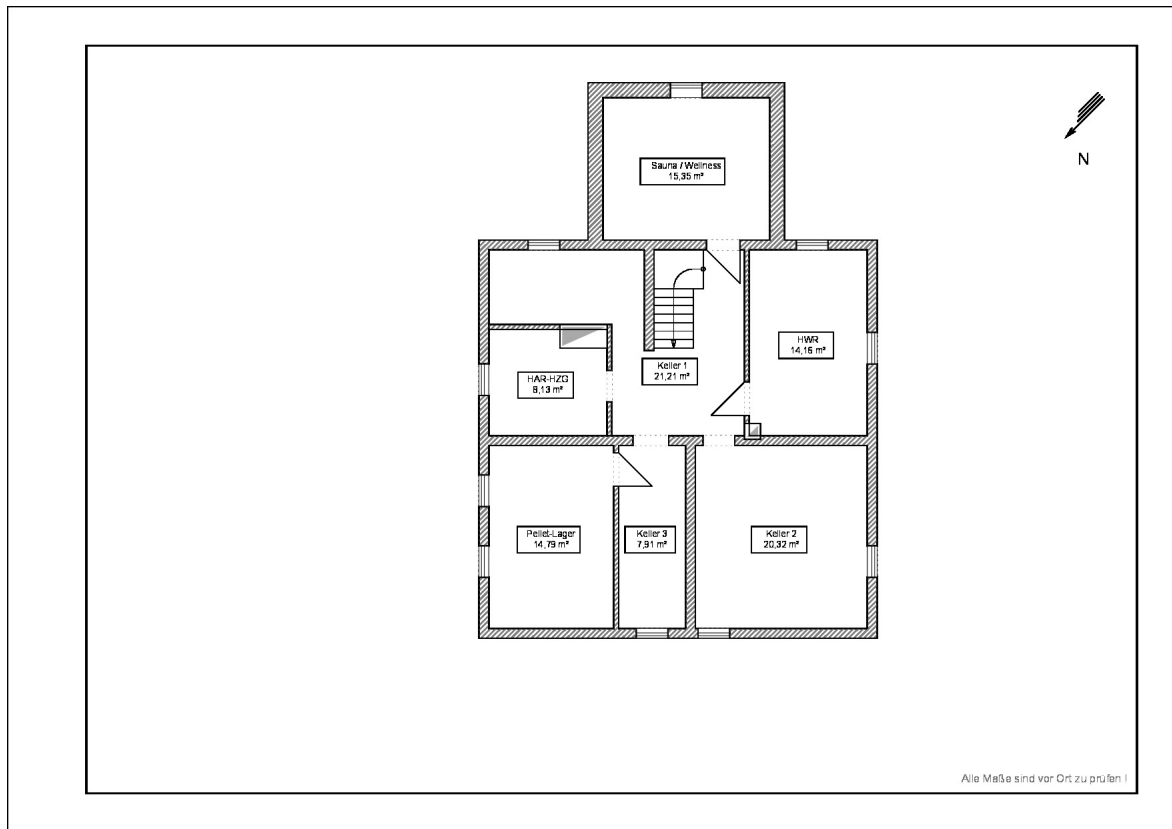 Sauna / Wellness
15,35 m²
N
HWR
14,16 m²
Keller 1
21,21 m²
HAR-HZG
8,13 m²
Pellet-Lager
14,79 m²
Keller 3
7,91 m²
Keller 2
20,32 m²
Alle Maße sind vor Ort zu prüfen !